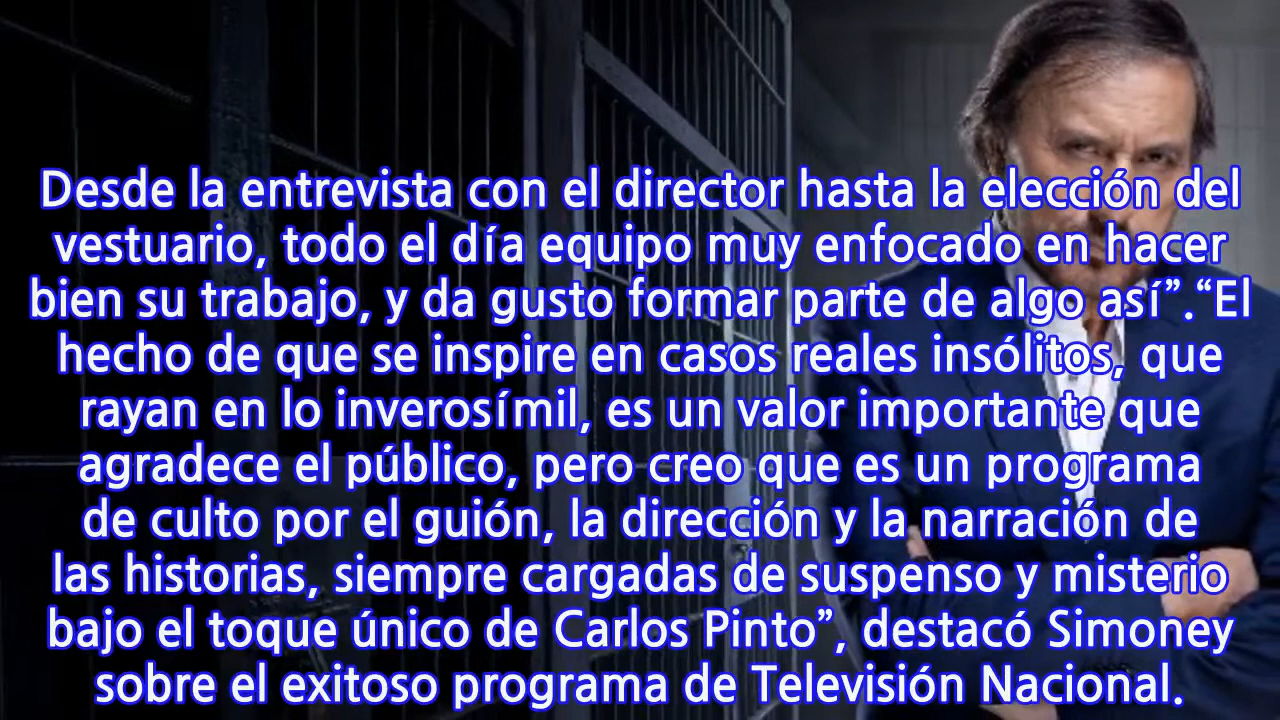 Desde la entrevista con el director hasta la elección del
vestuario, todo el día equipo muy enfocado en hacer
bien su trabajo, y da gusto formar parte de algo así”.“El
hecho de que se inspire en casos reales insólitos, que
rayan en lo inverosímil, es un valor importante que
agradece el público, pero creo que es un programa
de culto por el guión, la dirección y la narración de
las historias, siempre cargadas de suspenso y misterio
bajo el toque único de Carlos Pinto”, destacó Simoney
sobre el exitoso programa de Televisión Nacional.